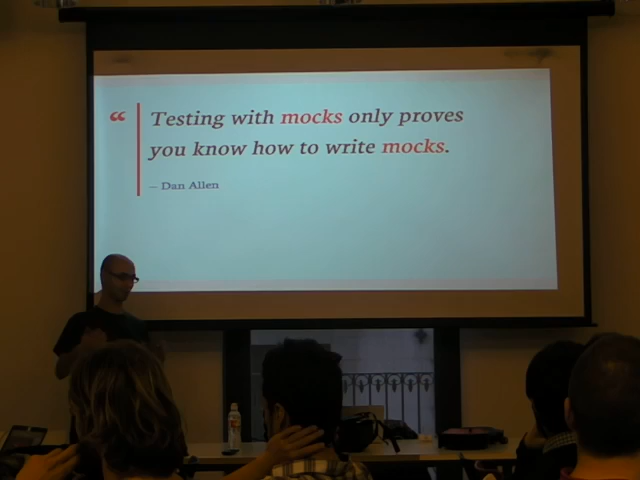 “ Testing with mocks only proves
you know how to write mocks.
— Dan Allen